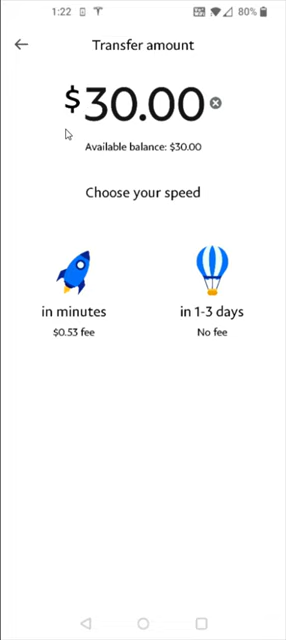 1:22
80%
Transfer amount
$30.00
Available balance: $30.00
Choose your speed
in minutes
$0.53 fee
in 1-3 days
No fee